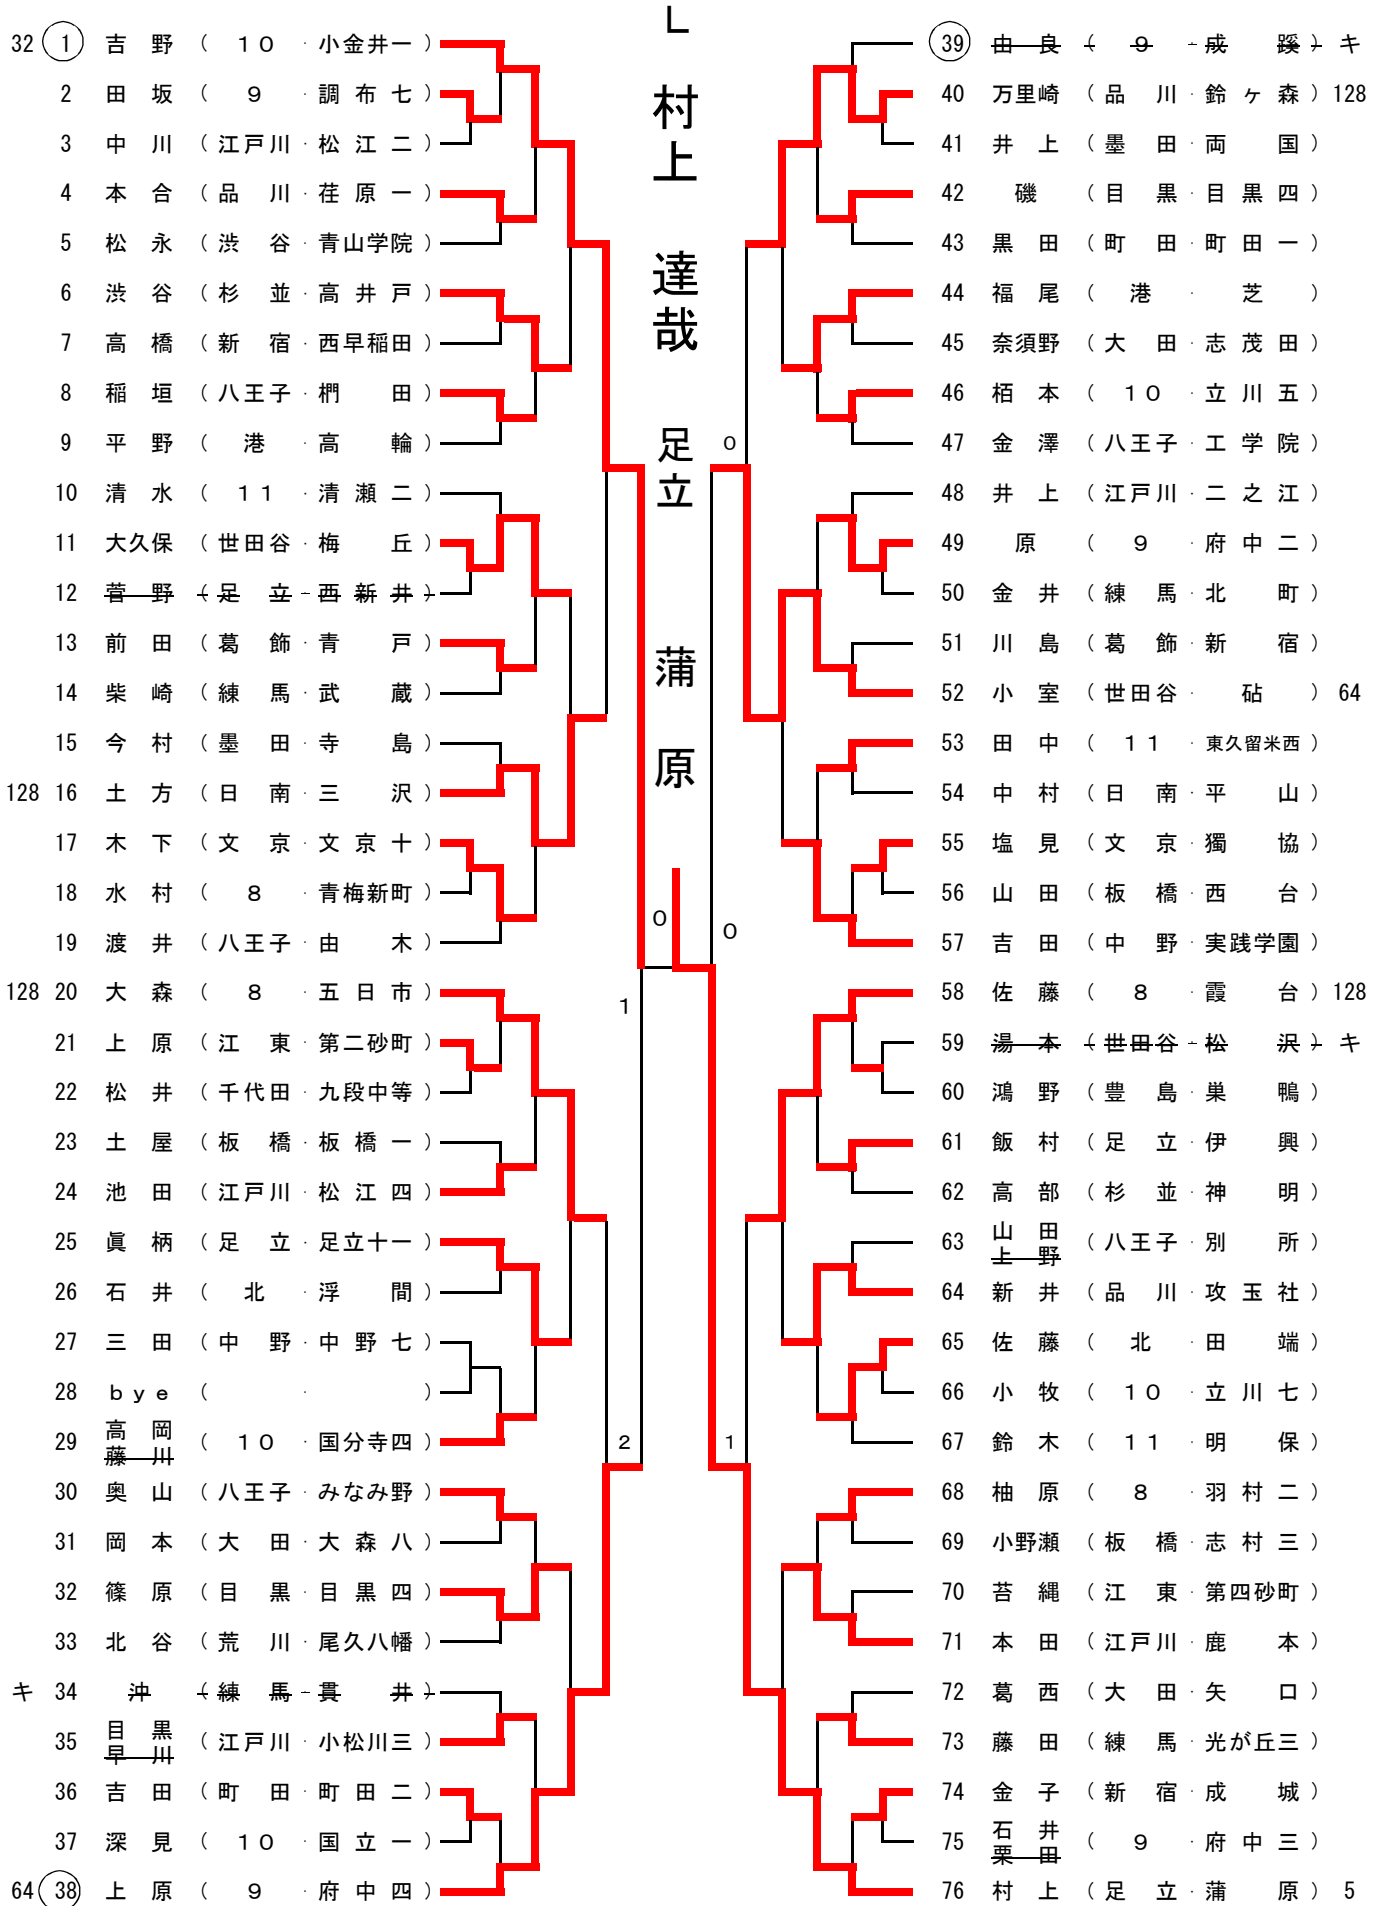 L 村上 達哉 足立 蒲原
32 1 吉野 ( 10 · 小金井一 )
2 田坂 ( 9 · 調布七 )
3 中川 ( 江戸川 · 松江二 )
4 本合 ( 品川 · 荏原一 )
5 松永 ( 渋谷 · 青山学院 )
6 渋谷 ( 杉並 · 高井戸 )
7 高橋 ( 新宿 · 西早稲田 )
8 稲垣 ( 八王子 · 椚田 )
9 平野 ( 港 · 高輪 )
10 清水 ( 11 · 清瀬二 )
11 大久保 ( 世田谷 · 梅丘 )
12 菅野 ( 足立 - 西新井 )
13 前田 ( 葛飾 · 青戸 )
14 柴崎 ( 練馬 · 武蔵 )
15 今村 ( 墨田 · 寺島 )
128 16 土方 ( 日南 · 三沢 )
17 木下 ( 文京 · 文京十 )
18 水村 ( 8 · 青梅新町 )
19 渡井 ( 八王子 · 由木 )
128 20 大森 ( 8 · 五日市 )
21 上原 ( 江東 · 第二砂町 )
22 松井 ( 千代田 · 九段中等 )
23 土屋 ( 板橋 · 板橋一 )
24 池田 ( 江戸川 · 松江四 )
25 眞柄 ( 足立 · 足立十一 )
26 石井 ( 北 · 浮間 )
27 三田 ( 中野 · 中野七 )
28 bye ( · )
29 高岡 藤川 ( 10 · 国分寺四 )
30 奥山 ( 八王子 · みなみ野 )
31 岡本 ( 大田 · 大森八 )
32 篠原 ( 目黒 · 目黒四 )
33 北谷 ( 荒川 · 尾久八幡 )
キ 34 沖 ( 練馬 - 貫井 )
35 目黒 早川 ( 江戸川 · 小松川三 )
36 吉田 ( 町田 · 町田二 )
37 深見 ( 10 · 国立一 )
64 38 上原 ( 9 · 府中四 )
0
0
0
1
2
1
39 由良 ( 9 - 成蹊 ) キ
40 万里崎 ( 品川 · 鈴ヶ森 ) 128
41 井上 ( 墨田 · 両国 )
42 磯 ( 目黒 · 目黒四 )
43 黒田 ( 町田 · 町田一 )
44 福尾 ( 港 · 芝 )
45 奈須野 ( 大田 · 志茂田 )
46 栢本 ( 10 · 立川五 )
47 金澤 ( 八王子 · 工学院 )
48 井上 ( 江戸川 · 二之江 )
49 原 ( 9 · 府中二 )
50 金井 ( 練馬 · 北町 )
51 川島 ( 葛飾 · 新宿 )
52 小室 ( 世田谷 · 砧 ) 64
53 田中 ( 11 · 東久留米西 )
54 中村 ( 日南 · 平山 )
55 塩見 ( 文京 · 獨協 )
56 山田 ( 板橋 · 西台 )
57 吉田 ( 中野 · 実践学園 )
58 佐藤 ( 8 · 霞台 ) 128
59 湯本 ( 世田谷 - 松沢 ) キ
60 鴻野 ( 豊島 · 巣鴨 )
61 飯村 ( 足立 · 伊興 )
62 高部 ( 杉並 · 神明 )
63 山田 上野 ( 八王子 · 別所 )
64 新井 ( 品川 · 攻玉社 )
65 佐藤 ( 北 · 田端 )
66 小牧 ( 10 · 立川七 )
67 鈴木 ( 11 · 明保 )
68 柚原 ( 8 · 羽村二 )
69 小野瀬 ( 板橋 · 志村三 )
70 苔縄 ( 江東 · 第四砂町 )
71 本田 ( 江戸川 · 鹿本 )
72 葛西 ( 大田 · 矢口 )
73 藤田 ( 練馬 · 光が丘三 )
74 金子 ( 新宿 · 成城 )
75 石井 栗田 ( 9 · 府中三 )
76 村上 ( 足立 · 蒲原 ) 5